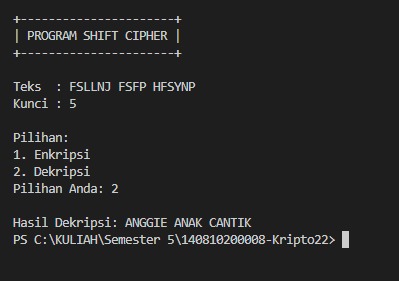 +----------------------+
| PROGRAM SHIFT CIPHER |
+----------------------+
Teks  : FSLLNJ FSFP HFSYNP
Kunci : 5
Pilihan:
1. Enkripsi
2. Dekripsi
Pilihan Anda: 2
Hasil Dekripsi: ANGGIE ANAK CANTIK
PS C:\KULIAH\Semester 5\140810200008-Kripto22>